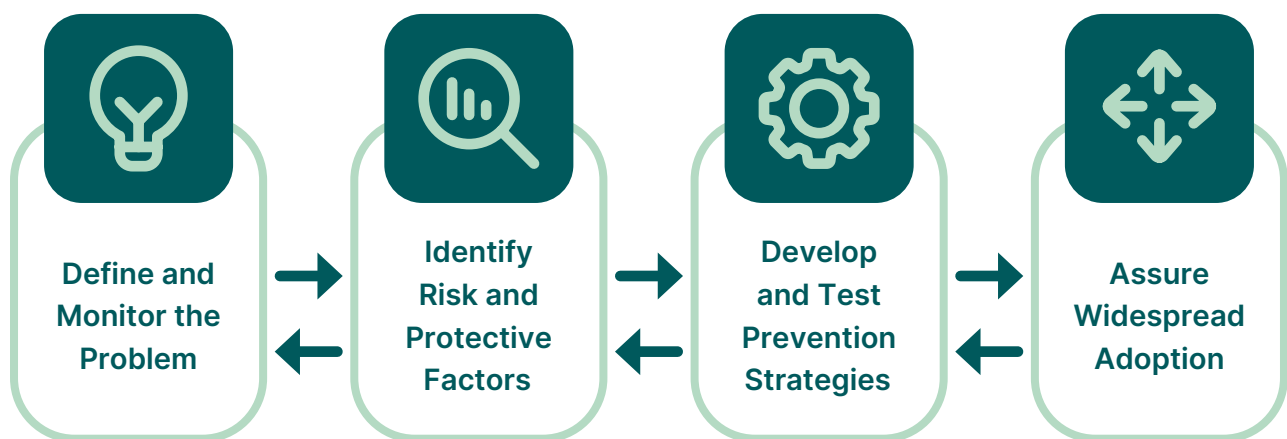 Define and
Monitor the
Problem
Identify
Risk and
Protective
Factors
Develop
and Test
Prevention
Strategies
Assure
Widespread
Adoption